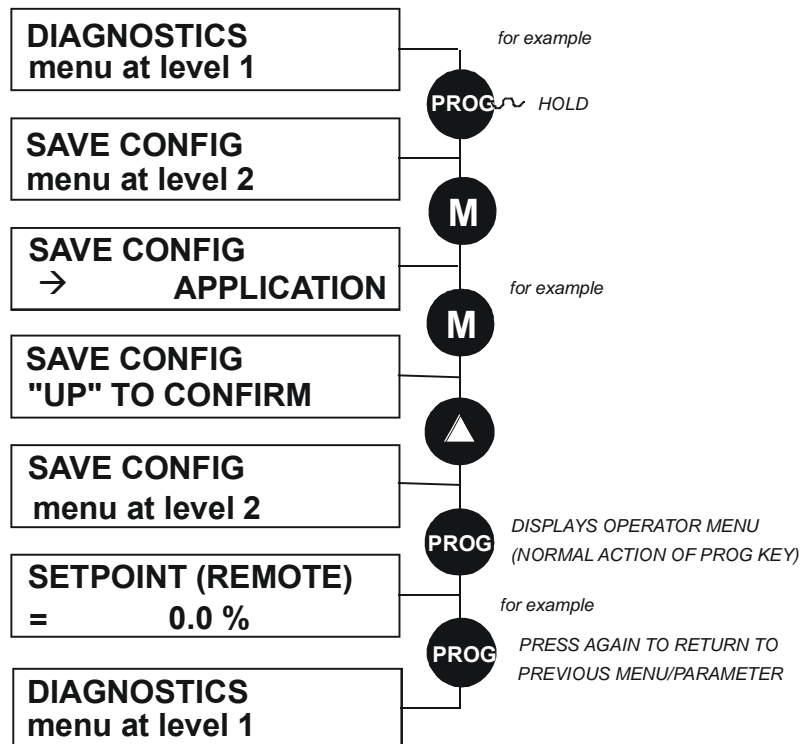 DIAGNOSTICS
menu at level 1
for example
PROG
HOLD
SAVE CONFIG
menu at level 2
M
SAVE CONFIG
→ APPLICATION
for example
M
SAVE CONFIG
"UP" TO CONFIRM
SAVE CONFIG
menu at level 2
PROG
DISPLAYS OPERATOR MENU
(NORMAL ACTION OF PROG KEY)
SETPOINT (REMOTE)
= 0.0 %
for example
PROG
PRESS AGAIN TO RETURN TO
PREVIOUS MENU/PARAMETER
DIAGNOSTICS
menu at level 1